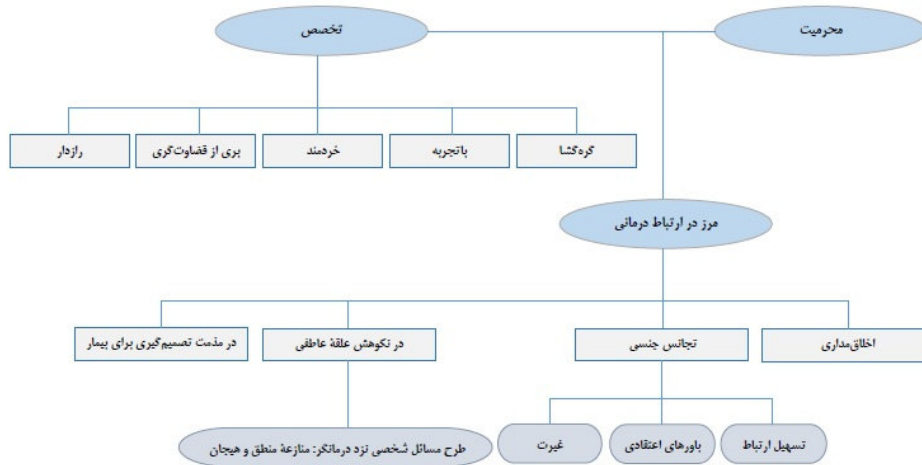 محرمیت
تخصص
گره‌گشا
باتجربه
خردمند
بری از قضاوت‌گری
رازدار
مرز در ارتباط درمانی
اخلاق‌مداری
تجانس جنسی
در نکوهش علقهٔ عاطفی
در مذمت تصمیم‌گیری برای بیمار
تسهیل ارتباط
باورهای اعتقادی
غیرت
طرح مسائل شخصی نزد درمانگر: منازعهٔ منطق و هیجان